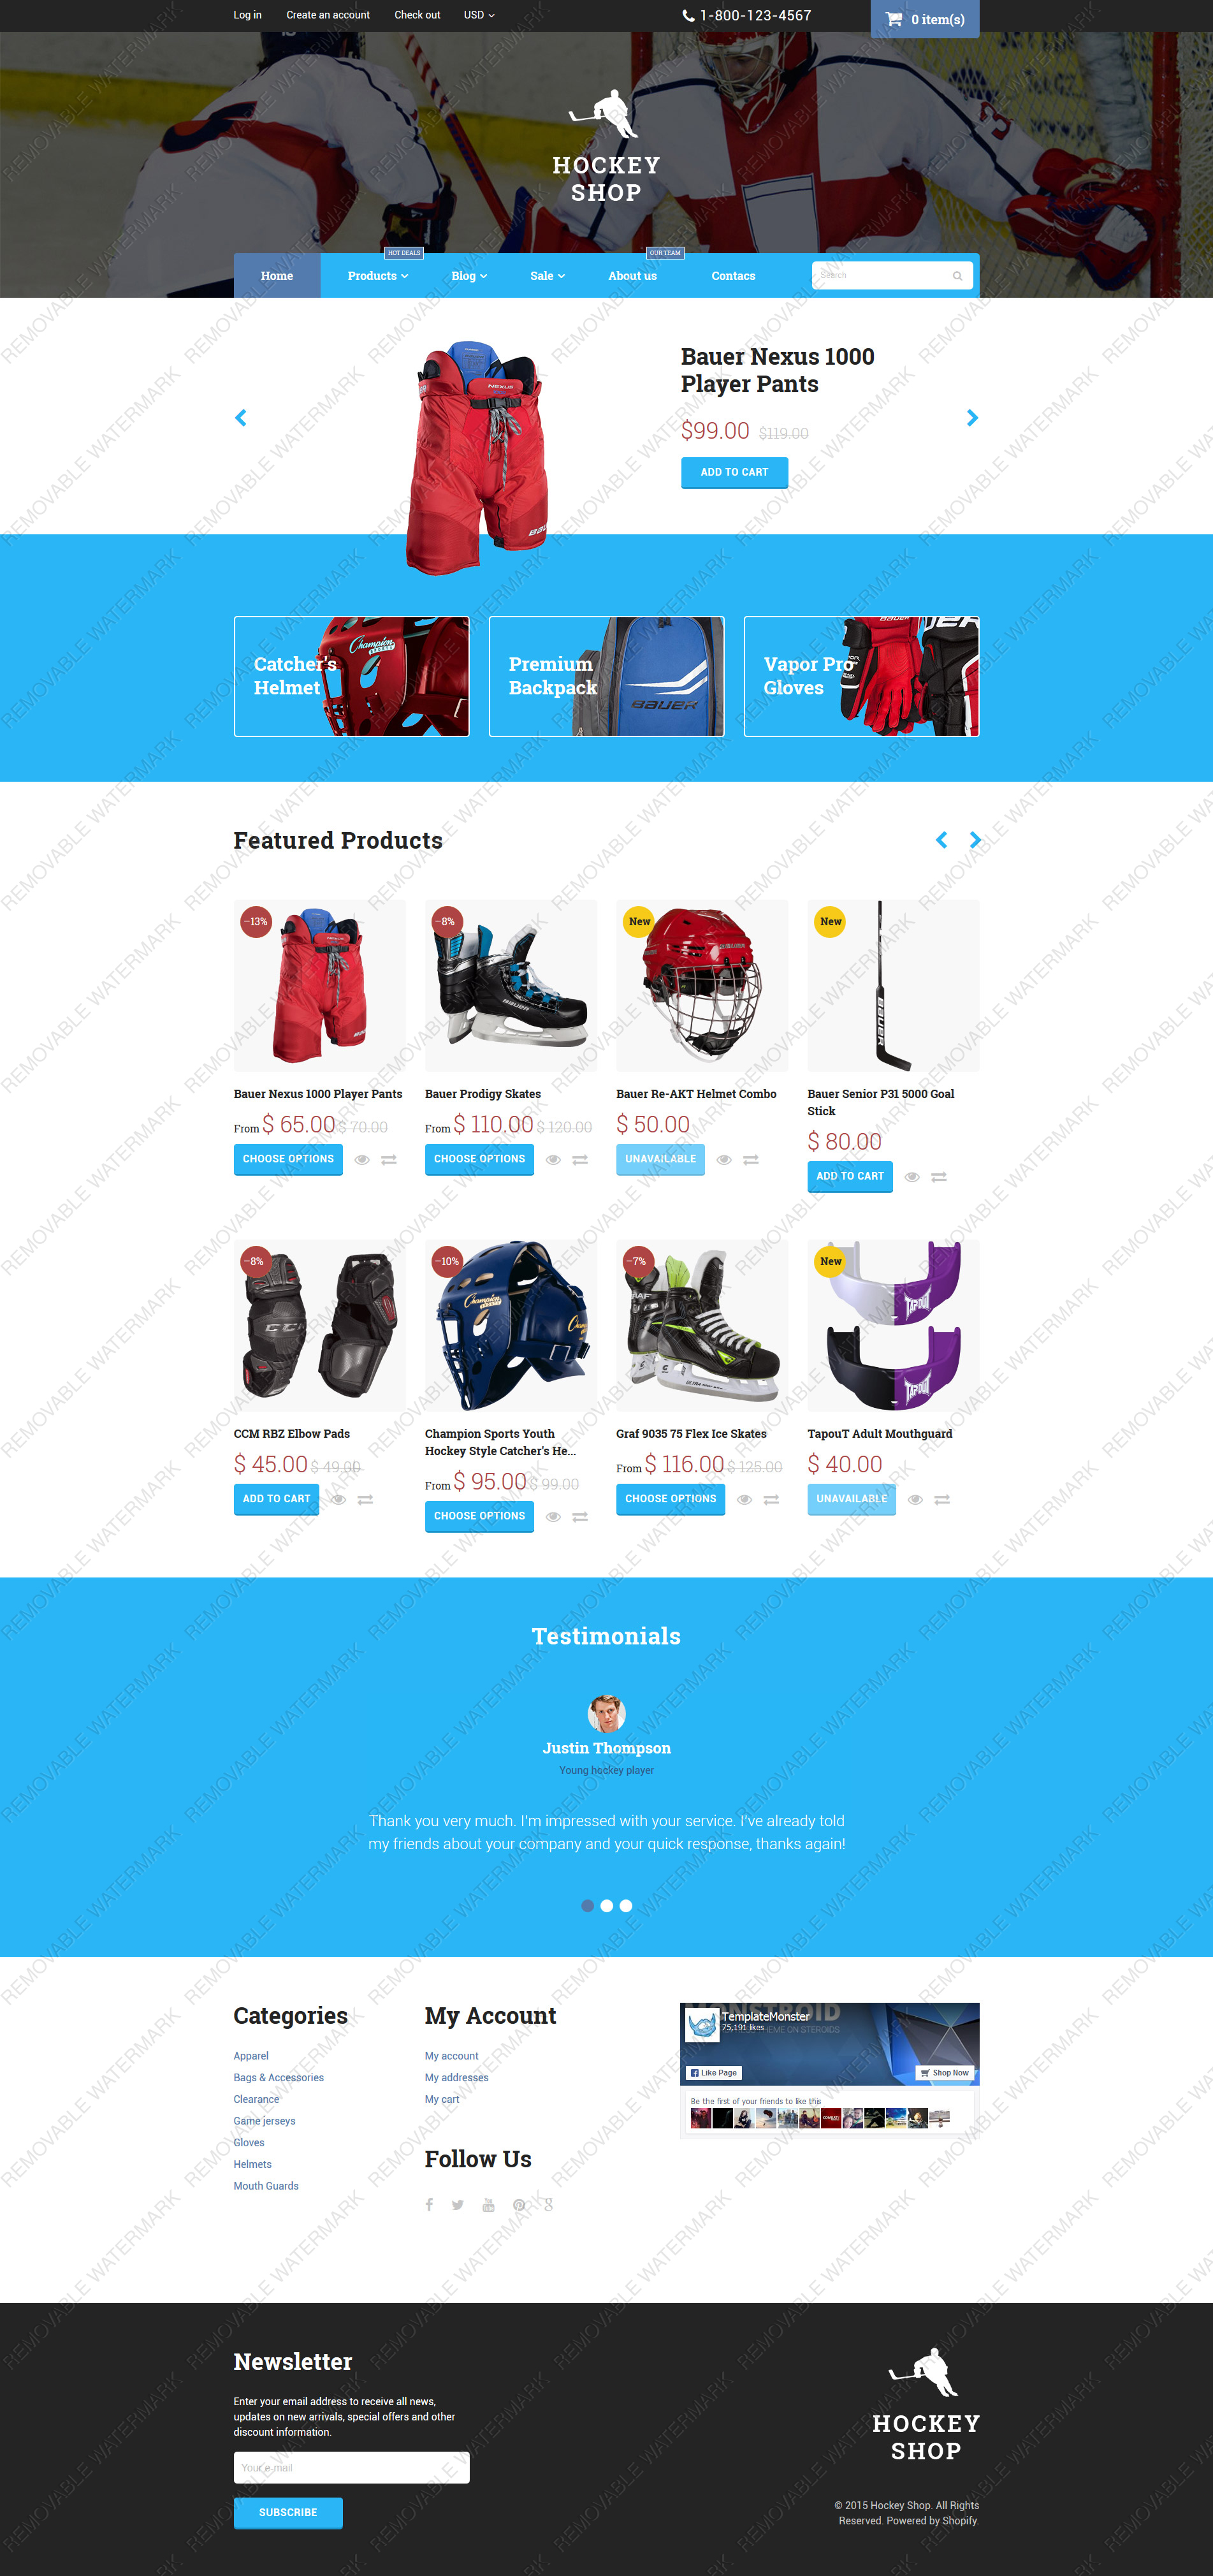 Log in
Create an account
Check out
USD
1-800-123-4567
0 item(s)
HOCKEY
SHOP
HOT DEALS
OUR TEAM
Home
Products
Blog
Sale
About us
Contacs
Search
Bauer Nexus 1000
Player Pants
$99.00 $119.00
ADD TO CART
NEXUS
Catcher's
Helmet
Champion
SPORTS
Premium
Backpack
BAUER
Vapor Pro
Gloves
BAUER
Featured Products
–13%
–8%
New
New
BAUER
BAUER
Bauer Nexus 1000 Player Pants
From $ 65.00 $ 70.00
CHOOSE OPTIONS
Bauer Prodigy Skates
From $ 110.00 $ 120.00
CHOOSE OPTIONS
Bauer Re-AKT Helmet Combo
$ 50.00
UNAVAILABLE
Bauer Senior P31 5000 Goal
Stick
$ 80.00
ADD TO CART
–8%
–10%
–7%
New
CCM
Champion
TAPOUT
TAPOUT
CCM RBZ Elbow Pads
$ 45.00 $ 49.00
ADD TO CART
Champion Sports Youth
Hockey Style Catcher's He...
From $ 95.00 $ 99.00
CHOOSE OPTIONS
Graf 9035 75 Flex Ice Skates
From $ 116.00 $ 125.00
CHOOSE OPTIONS
TapouT Adult Mouthguard
$ 40.00
UNAVAILABLE
Testimonials
Justin Thompson
Young hockey player
Thank you very much. I'm impressed with your service. I've already told
my friends about your company and your quick response, thanks again!
Categories
Apparel
Bags & Accessories
Clearance
Game jerseys
Gloves
Helmets
Mouth Guards
My Account
My account
My addresses
My cart
Follow Us
TemplateMonster
75,191 likes
Like Page
Shop Now
Be the first of your friends to like this
Newsletter
Enter your email address to receive all news,
updates on new arrivals, special offers and other
discount information.
Your e-mail
SUBSCRIBE
HOCKEY
SHOP
© 2015 Hockey Shop. All Rights
Reserved. Powered by Shopify.
REMOVABLE WATERMARK